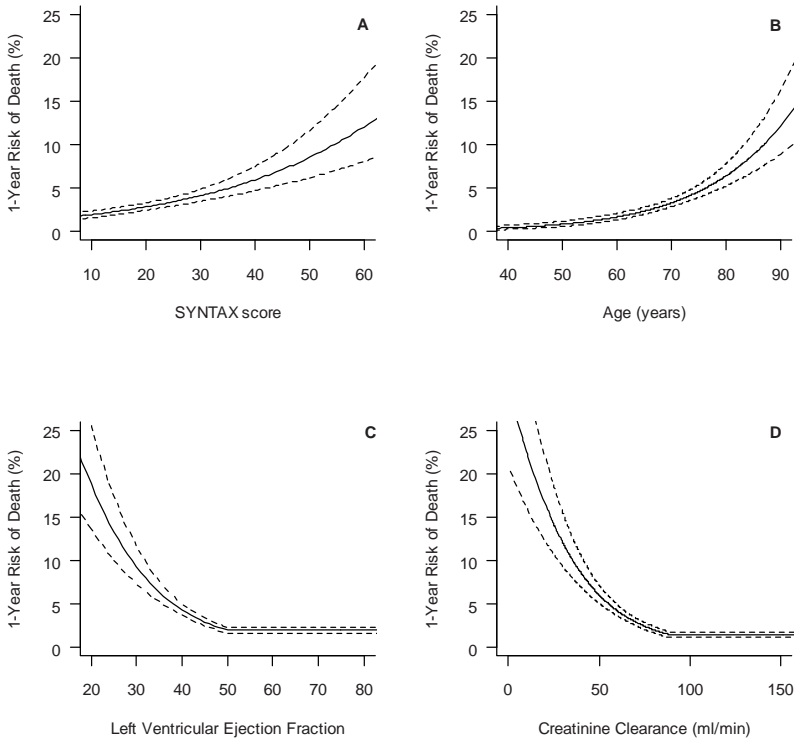 A
1-Year Risk of Death (%)
25
20
15
10
5
0
10 20 30 40 50 60
SYNTAX score
B
1-Year Risk of Death (%)
25
20
15
10
5
0
40 50 60 70 80 90
Age (years)
C
1-Year Risk of Death (%)
25
20
15
10
5
0
20 30 40 50 60 70 80
Left Ventricular Ejection Fraction
D
1-Year Risk of Death (%)
25
20
15
10
5
0
0 50 100 150
Creatinine Clearance (ml/min)